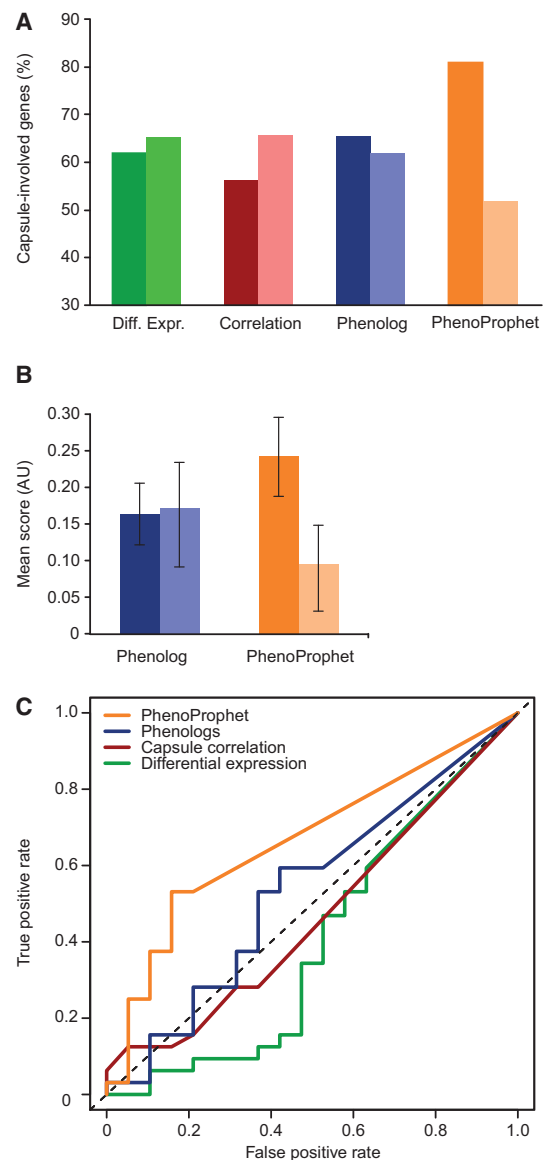 A
Capsule-involved genes (%)
90
80
70
60
50
40
30
Diff. Expr.
Correlation
Phenolog
PhenoProphet
B
Mean score (AU)
0.30
0.25
0.20
0.15
0.10
0.05
0
Phenolog
PhenoProphet
C
True positive rate
1.0
0.8
0.6
0.4
0.2
0
PhenoProphet
Phenologs
Capsule correlation
Differential expression
0
0.2
0.4
0.6
0.8
1.0
False positive rate